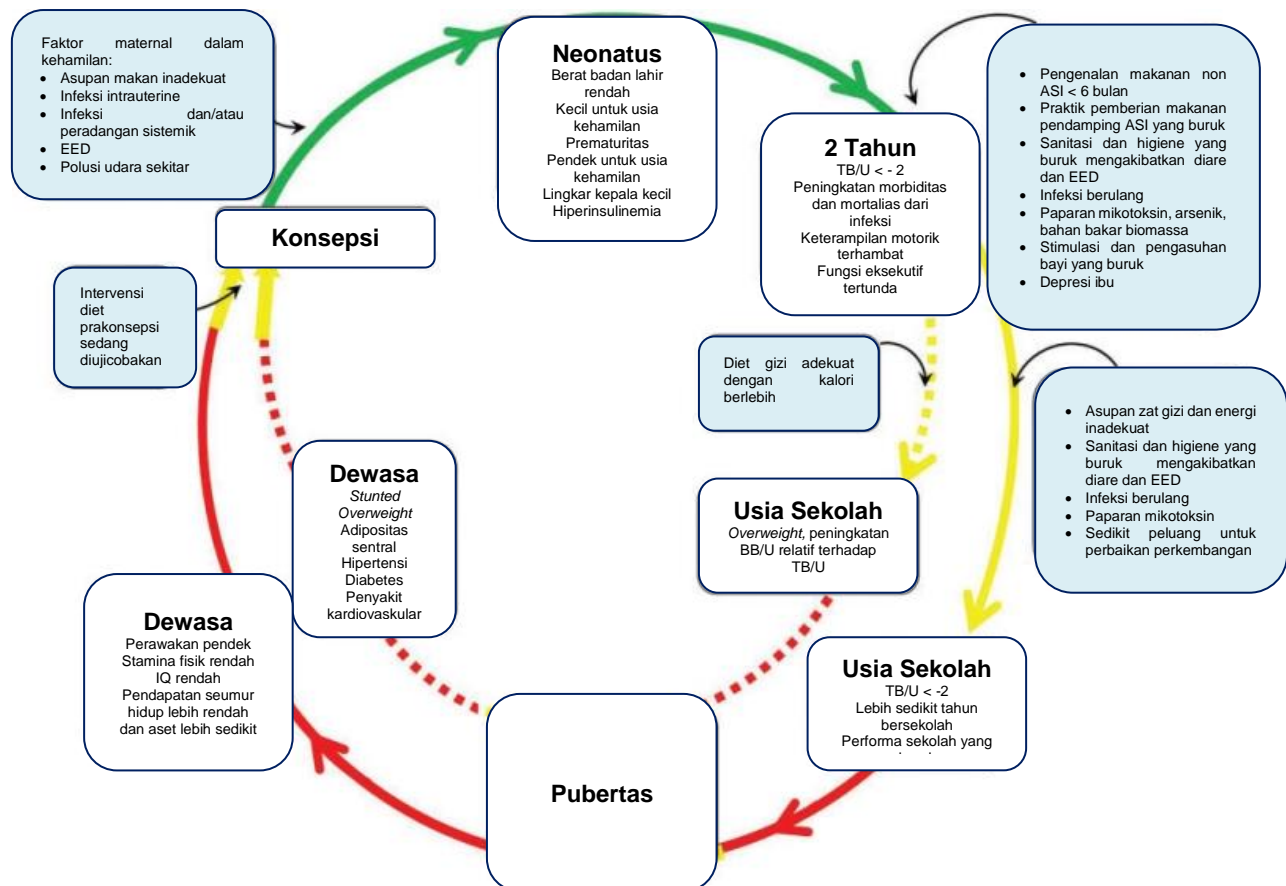 Faktor maternal dalam
kehamilan:
• Asupan makan inadekuat
• Infeksi intrauterine
• Infeksi dan/atau
peradangan sistemik
• EED
• Polusi udara sekitar
Neonatus
Berat badan lahir
rendah
Kecil untuk usia
kehamilan
Prematuritas
Pendek untuk usia
kehamilan
Lingkar kepala kecil
Hiperinsulinemia
2 Tahun
TB/U < - 2
Peningkatan morbiditas
dan mortalias dari
infeksi
Keterampilan motorik
terhambat
Fungsi eksekutif
tertunda
• Pengenalan makanan non
ASI < 6 bulan
• Praktik pemberian makanan
pendamping ASI yang buruk
• Sanitasi dan higiene yang
buruk mengakibatkan diare
dan EED
• Infeksi berulang
• Paparan mikotoksin, arsenik,
bahan bakar biomassa
• Stimulasi dan pengasuhan
bayi yang buruk
• Depresi ibu
Konsepsi
Intervensi
diet
prakonsepsi
sedang
diujicobakan
Diet gizi adekuat
dengan kalori
berlebih
• Asupan zat gizi dan energi
inadekuat
• Sanitasi dan higiene yang
buruk mengakibatkan
diare dan EED
• Infeksi berulang
• Paparan mikotoksin
• Sedikit peluang untuk
perbaikan perkembangan
Dewasa
Stunted
Overweight
Adipositas
sentral
Hipertensi
Diabetes
Penyakit
kardiovaskular
Usia Sekolah
Overweight, peningkatan
BB/U relatif terhadap
TB/U
Dewasa
Perawakan pendek
Stamina fisik rendah
IQ rendah
Pendapatan seumur
hidup lebih rendah
dan aset lebih sedikit
Usia Sekolah
TB/U < -2
Lebih sedikit tahun
bersekolah
Performa sekolah yang
Pubertas